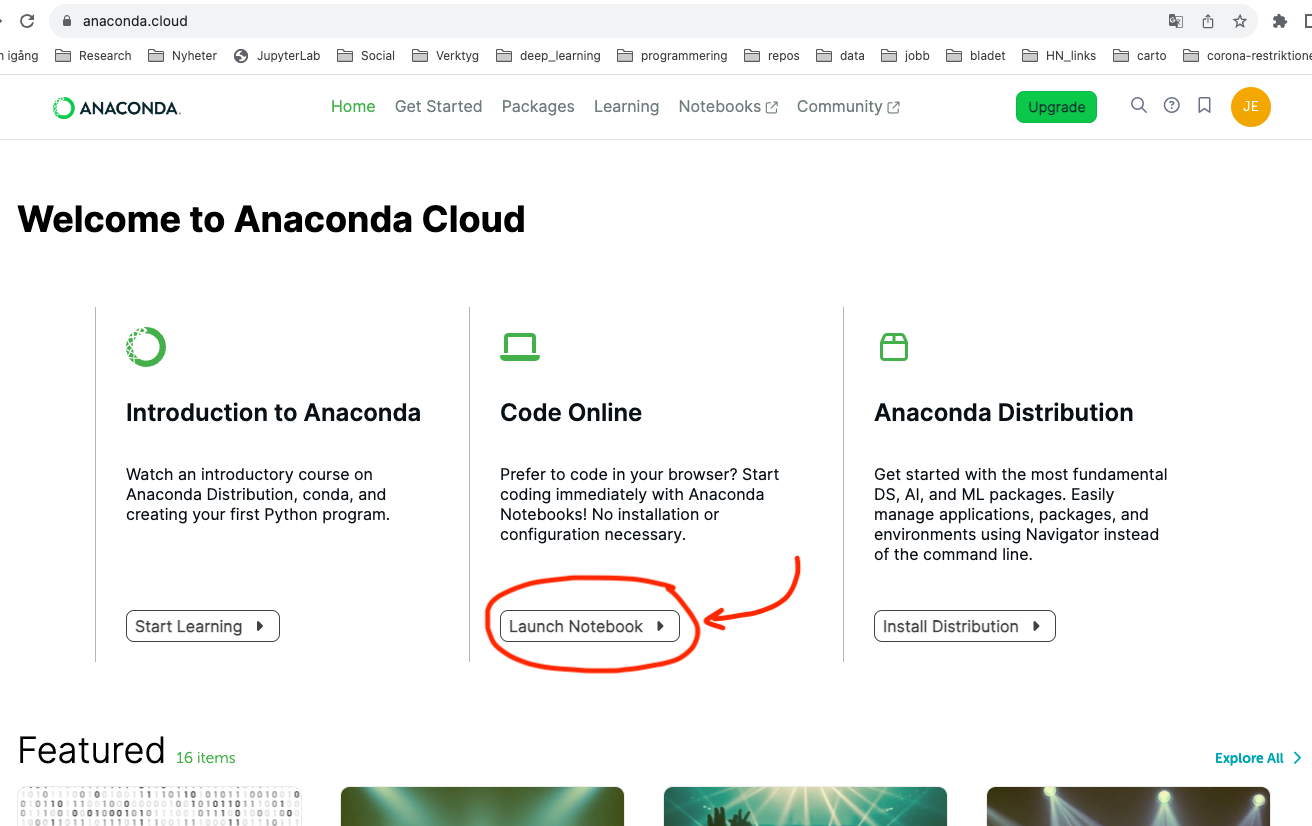 anaconda.cloud
n igång Research Nyheter JupyterLab Social Verktyg deep_learning programmering repos data jobb bladet HN_links carto corona-restriktione
ANACONDA. Home Get Started Packages Learning Notebooks Community Upgrade JE
Welcome to Anaconda Cloud
Introduction to Anaconda
Watch an introductory course on
Anaconda Distribution, conda, and
creating your first Python program.
Start Learning
Code Online
Prefer to code in your browser? Start
coding immediately with Anaconda
Notebooks! No installation or
configuration necessary.
Launch Notebook
Anaconda Distribution
Get started with the most fundamental
DS, AI, and ML packages. Easily
manage applications, packages, and
environments using Navigator instead
of the command line.
Install Distribution
Featured 16 items
Explore All